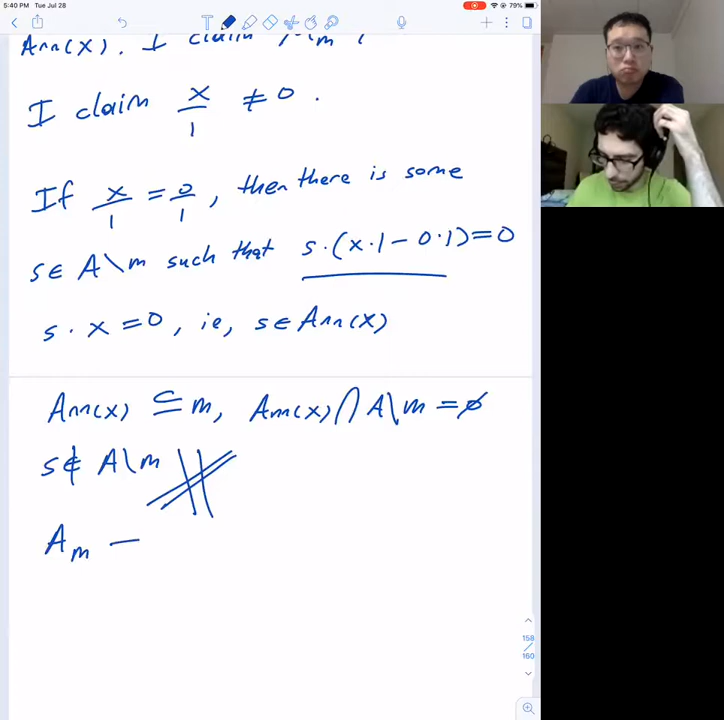 5:40 PM Tue Jul 28
79%
Ann(x). I claim
I claim x/1 ≠ 0.
If x/1 = 0/1, then there is some
s ∈ A\m such that s·(x·1 − 0·1) = 0
s·x = 0, ie, s ∈ Ann(x)
Ann(x) ⊆ m, Ann(x) ∩ A\m = ∅
s ∉ A\m
A_m —
158
160